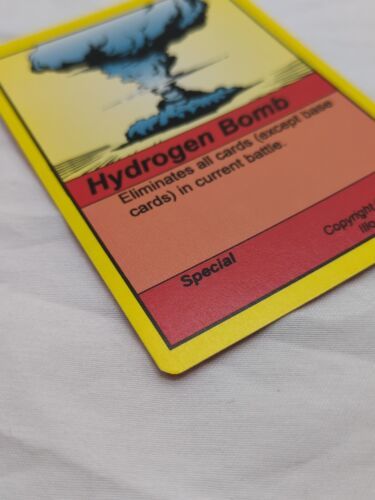 Hydrogen Bomb
Eliminates all cards (except base
cards) in current battle.
Special
Copyright